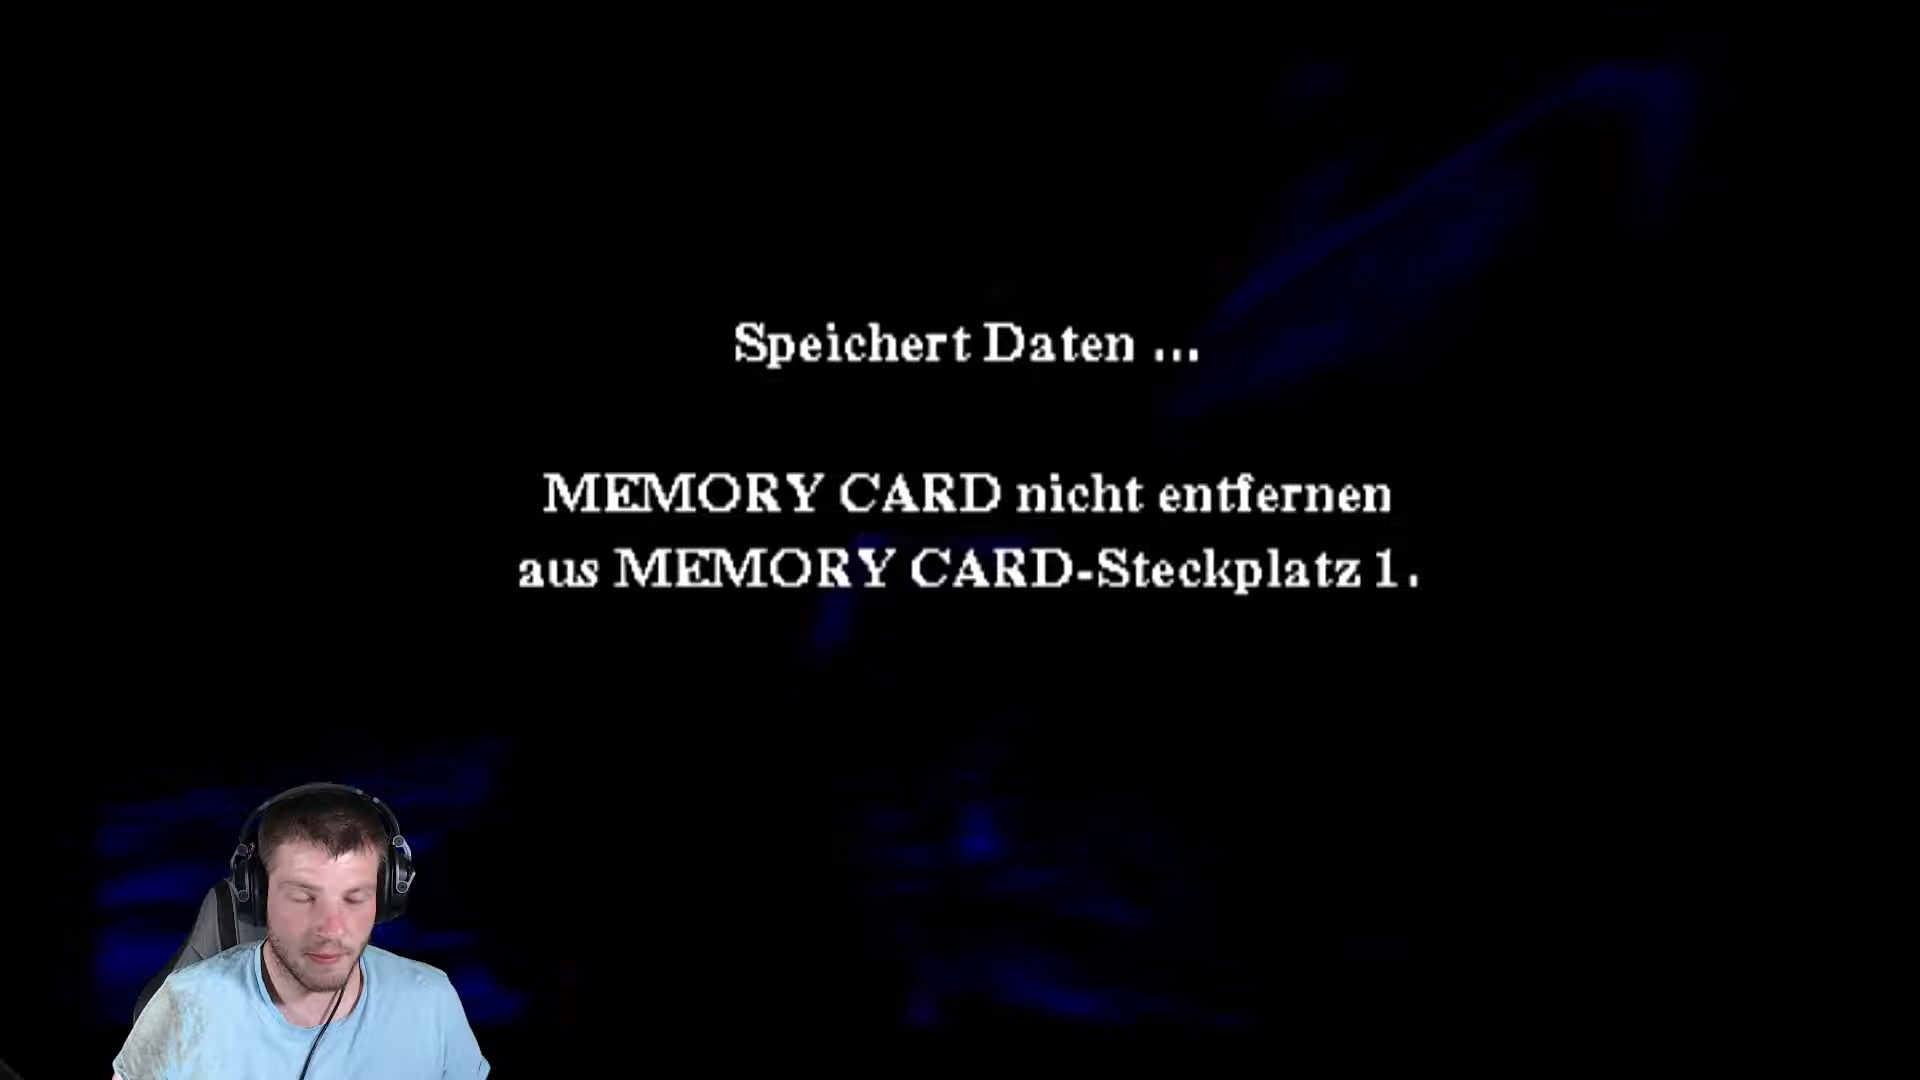 Speichert Daten ...
MEMORY CARD nicht entfernen
aus MEMORY CARD-Steckplatz 1.